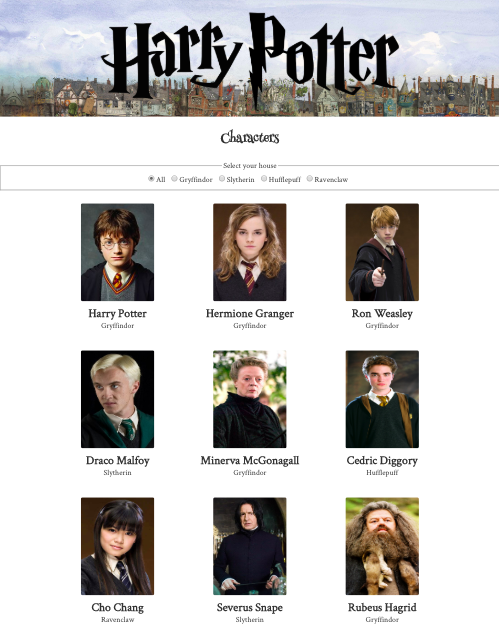 Harry Potter
Characters
Select your house
All Gryffindor Slytherin Hufflepuff Ravenclaw
Harry Potter Hermione Granger Ron Weasley
Gryffindor Gryffindor Gryffindor
Draco Malfoy Minerva McGonagall Cedric Diggory
Slytherin Gryffindor Hufflepuff
Cho Chang Severus Snape Rubeus Hagrid
Ravenclaw Slytherin Gryffindor